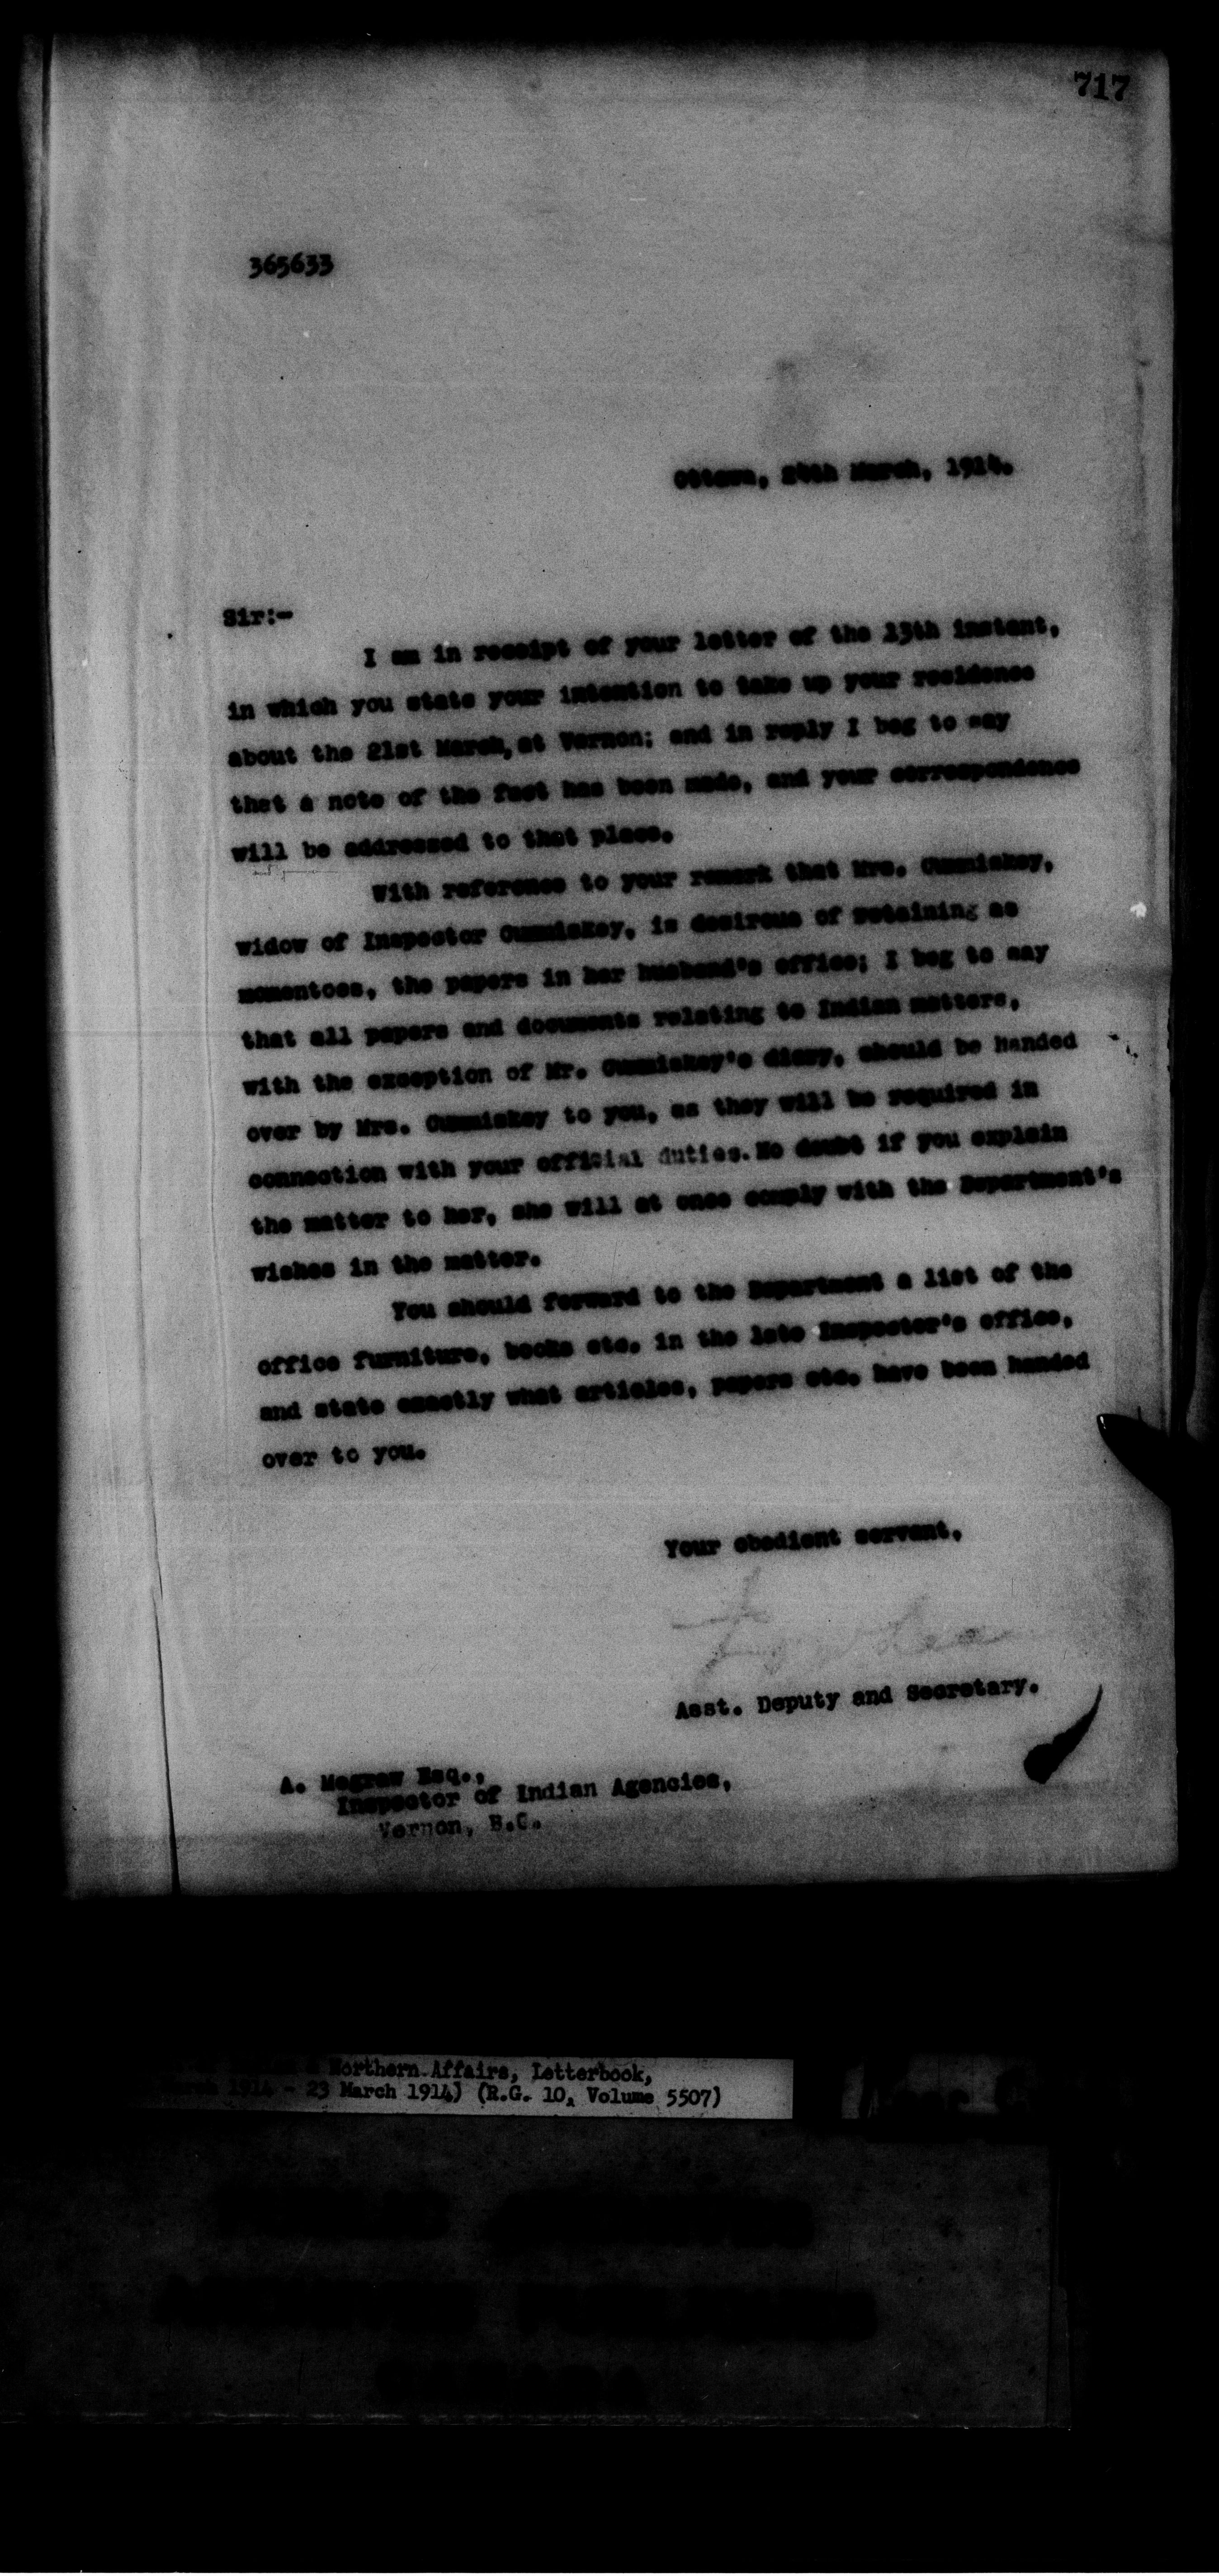 717
365633
Ottawa, March, 1914.
Sir:-
I am in receipt of your letter of the 13th instant,
in which you state your intention to take up your residence
about the 21st March, at Vernon; and in reply I beg to say
that a note of the fact has been made, and your correspondence
will be addressed to that place.
With reference to your remark that Mrs. Cummiskey,
widow of Inspector Cummiskey, is desirous of retaining as
momentoes, the papers in her husband's office; I beg to say
that all papers and documents relating to Indian matters,
with the exception of Mr. Cummiskey's diary, should be handed
over by Mrs. Cummiskey to you, as they will be required in
connection with your official duties. No doubt if you explain
the matter to her, she will at once comply with the Department's
wishes in the matter.
You should forward to the Department a list of the
office furniture, books etc. in the late Inspector's office,
and state exactly what articles, papers etc. have been handed
over to you.
Your obedient servant,
Asst. Deputy and Secretary.
A. Megraw Esq.,
Inspector of Indian Agencies,
Vernon, B.C.
Northern Affairs, Letterbook,
1914 - 23 March 1914) (R.G. 10, Volume 5507)